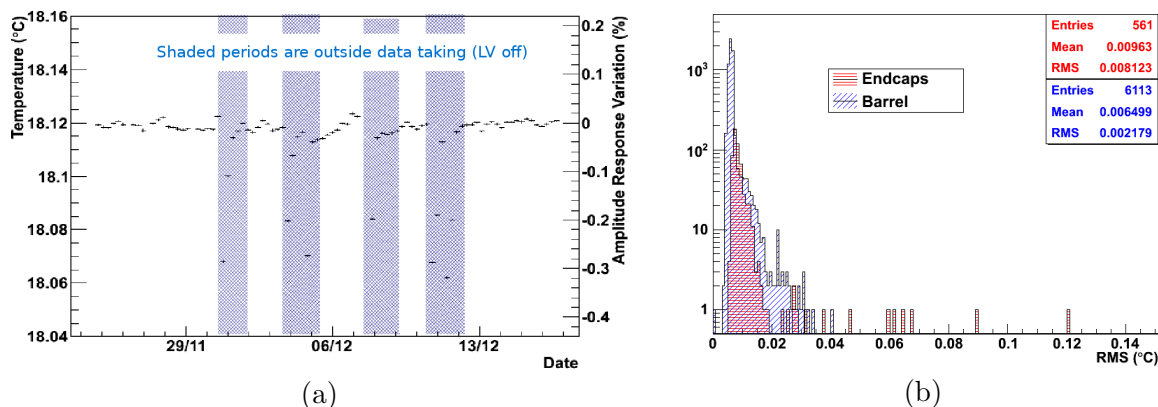 Temperature (°C)
18.16
18.14
18.12
18.1
18.08
18.06
18.04
Shaded periods are outside data taking (LV off)
29/11
06/12
13/12
Date
0.2
0.1
0
-0.1
-0.2
-0.3
-0.4
Amplitude Response Variation (%)
(a)
10³
10²
10
1
Endcaps
Barrel
Entries 561
Mean 0.00963
RMS 0.008123
Entries 6113
Mean 0.006499
RMS 0.002179
0 0.02 0.04 0.06 0.08 0.1 0.12 0.14
RMS (°C)
(b)